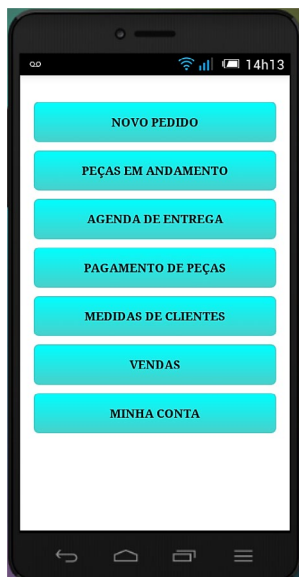 14h13
NOVO PEDIDO
PEÇAS EM ANDAMENTO
AGENDA DE ENTREGA
PAGAMENTO DE PEÇAS
MEDIDAS DE CLIENTES
VENDAS
MINHA CONTA